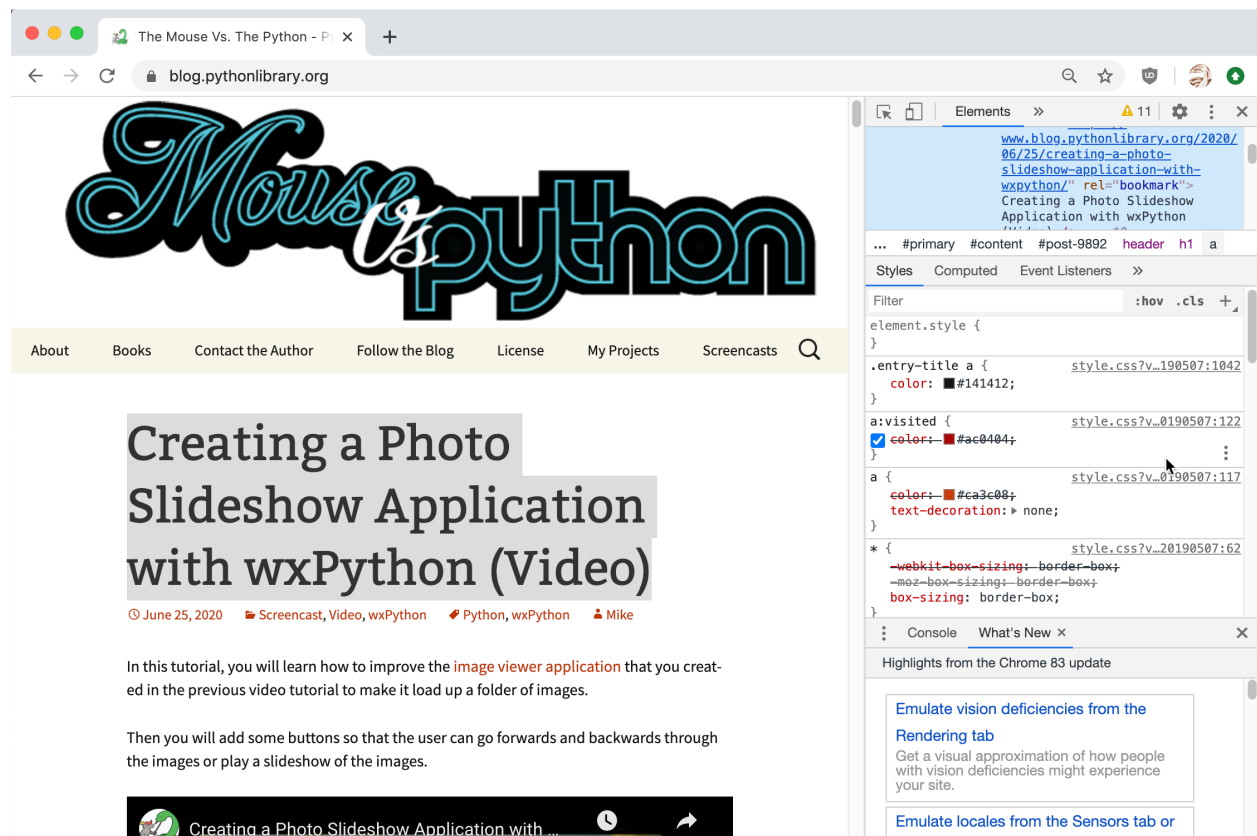 The Mouse Vs. The Python - P
blog.pythonlibrary.org
Mouse
Vs
python
About Books Contact the Author Follow the Blog License My Projects Screencasts
Creating a Photo
Slideshow Application
with wxPython (Video)
June 25, 2020 Screencast, Video, wxPython Python, wxPython Mike
In this tutorial, you will learn how to improve the image viewer application that you creat-
ed in the previous video tutorial to make it load up a folder of images.
Then you will add some buttons so that the user can go forwards and backwards through
the images or play a slideshow of the images.
Creating a Photo Slideshow Application with ...
Elements » 11
www.blog.pythonlibrary.org/2020/
06/25/creating-a-photo-
slideshow-application-with-
wxpython/" rel="bookmark">
Creating a Photo Slideshow
Application with wxPython
... #primary #content #post-9892 header h1 a
Styles Computed Event Listeners »
Filter :hov .cls +
element.style {
}
.entry-title a { style.css?v…190507:1042
color: #141412;
}
a:visited { style.css?v…0190507:122
color: #ac0404;
}
a { style.css?v…0190507:117
color: #ca3c08;
text-decoration: none;
}
* { style.css?v…20190507:62
-webkit-box-sizing: border-box;
-moz-box-sizing: border-box;
box-sizing: border-box;
}
Console What's New ×
Highlights from the Chrome 83 update
Emulate vision deficiencies from the
Rendering tab
Get a visual approximation of how people
with vision deficiencies might experience
your site.
Emulate locales from the Sensors tab or